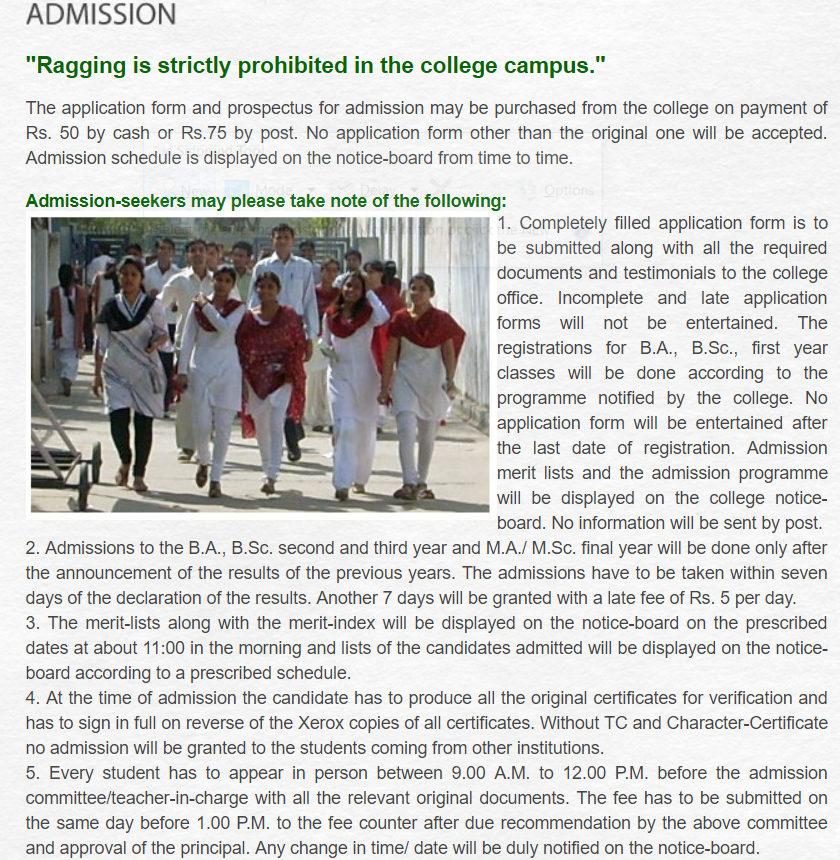 ADMISSION
"Ragging is strictly prohibited in the college campus."
The application form and prospectus for admission may be purchased from the college on payment of
Rs. 50 by cash or Rs.75 by post. No application form other than the original one will be accepted.
Admission schedule is displayed on the notice-board from time to time.
New Mode Delay Options
Admission-seekers may please take note of the following:
1. Completely filled application form is to
be submitted along with all the required
documents and testimonials to the college
office. Incomplete and late application
forms will not be entertained. The
registrations for B.A., B.Sc., first year
classes will be done according to the
programme notified by the college. No
application form will be entertained after
the last date of registration. Admission
merit lists and the admission programme
will be displayed on the college notice-
board. No information will be sent by post.
2. Admissions to the B.A., B.Sc. second and third year and M.A./ M.Sc. final year will be done only after
the announcement of the results of the previous years. The admissions have to be taken within seven
days of the declaration of the results. Another 7 days will be granted with a late fee of Rs. 5 per day.
3. The merit-lists along with the merit-index will be displayed on the notice-board on the prescribed
dates at about 11:00 in the morning and lists of the candidates admitted will be displayed on the notice-
board according to a prescribed schedule.
4. At the time of admission the candidate has to produce all the original certificates for verification and
has to sign in full on reverse of the Xerox copies of all certificates. Without TC and Character-Certificate
no admission will be granted to the students coming from other institutions.
5. Every student has to appear in person between 9.00 A.M. to 12.00 P.M. before the admission
committee/teacher-in-charge with all the relevant original documents. The fee has to be submitted on
the same day before 1.00 P.M. to the fee counter after due recommendation by the above committee
and approval of the principal. Any change in time/ date will be duly notified on the notice-board.